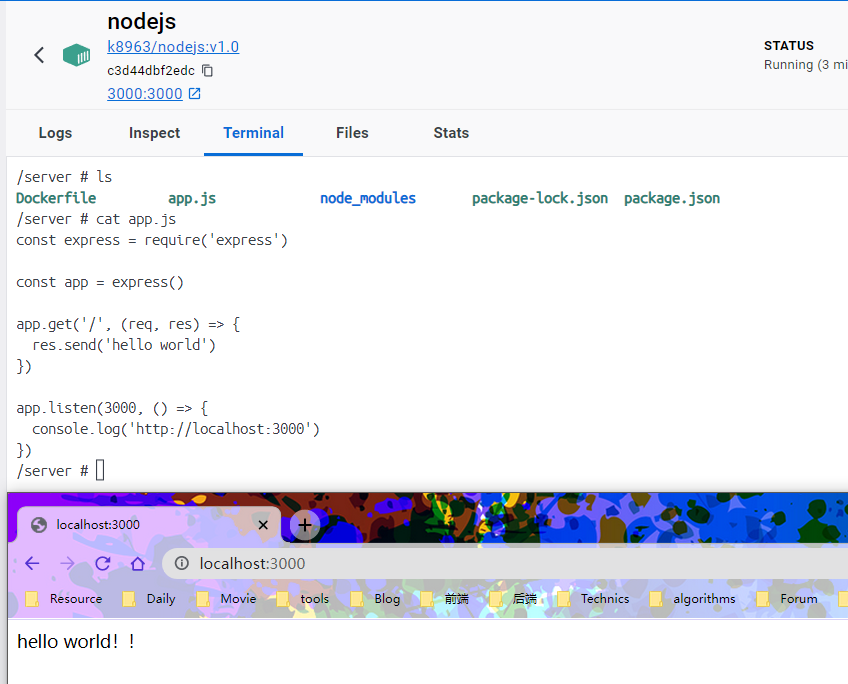 nodejs
k8963/nodejs:v1.0
STATUS
c3d44dbf2edc
Running (3 mi
3000:3000
Logs Inspect Terminal Files Stats
/server # ls
Dockerfile app.js node_modules package-lock.json package.json
/server # cat app.js
const express = require('express')
const app = express()
app.get('/', (req, res) => {
res.send('hello world')
})
app.listen(3000, () => {
console.log('http://localhost:3000')
})
/server #
localhost:3000
localhost:3000
Resource Daily Movie tools Blog 前端 后端 Technics algorithms Forum
hello world！！